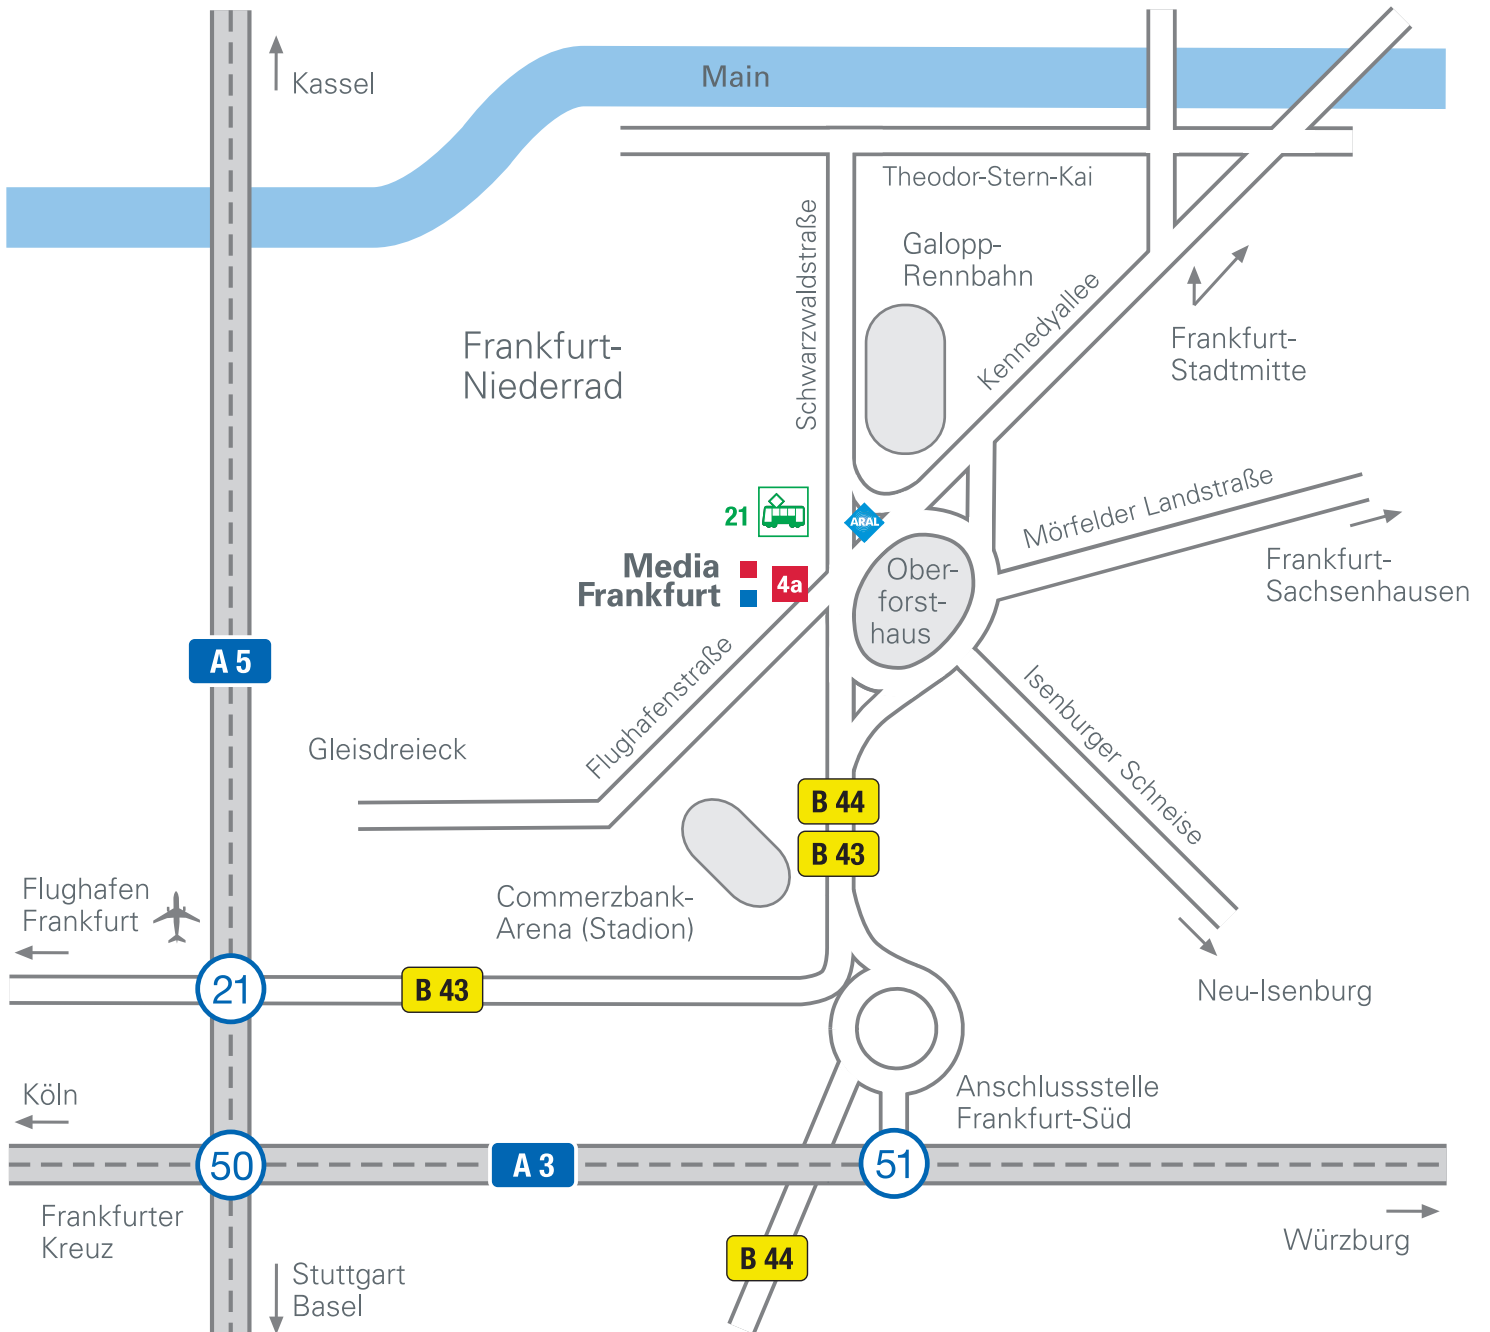 Kassel
Main
Theodor-Stern-Kai
Schwarzwaldstraße
Galopp-
Rennbahn
Kennedyallee
Frankfurt-
Stadtmitte
Frankfurt-
Niederrad
Mörfelder Landstraße
21
ARAL
Frankfurt-
Sachsenhausen
Media
Frankfurt
4a
Ober-
forst-
haus
A 5
Flughafenstraße
Isenburger Schneise
Gleisdreieck
B 44
B 43
Flughafen
Frankfurt
Commerzbank-
Arena (Stadion)
21
B 43
Neu-Isenburg
Köln
Anschlussstelle
Frankfurt-Süd
50
A 3
51
Frankfurter
Kreuz
Würzburg
B 44
Stuttgart
Basel